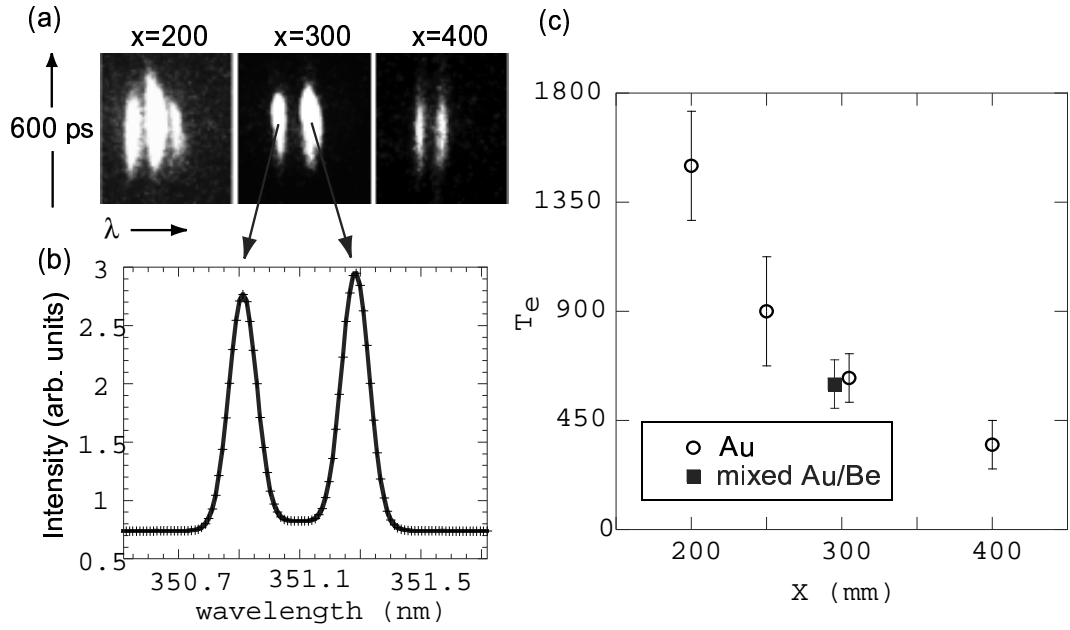 (a)
x=200 x=300 x=400
600 ps
λ
(b)
3
2.5
2
1.5
1
0.5
Intensity (arb. units)
350.7 351.1 351.5
wavelength (nm)
(c)
1800
1350
900
450
0
Te
Au
mixed Au/Be
200 300 400
X (mm)